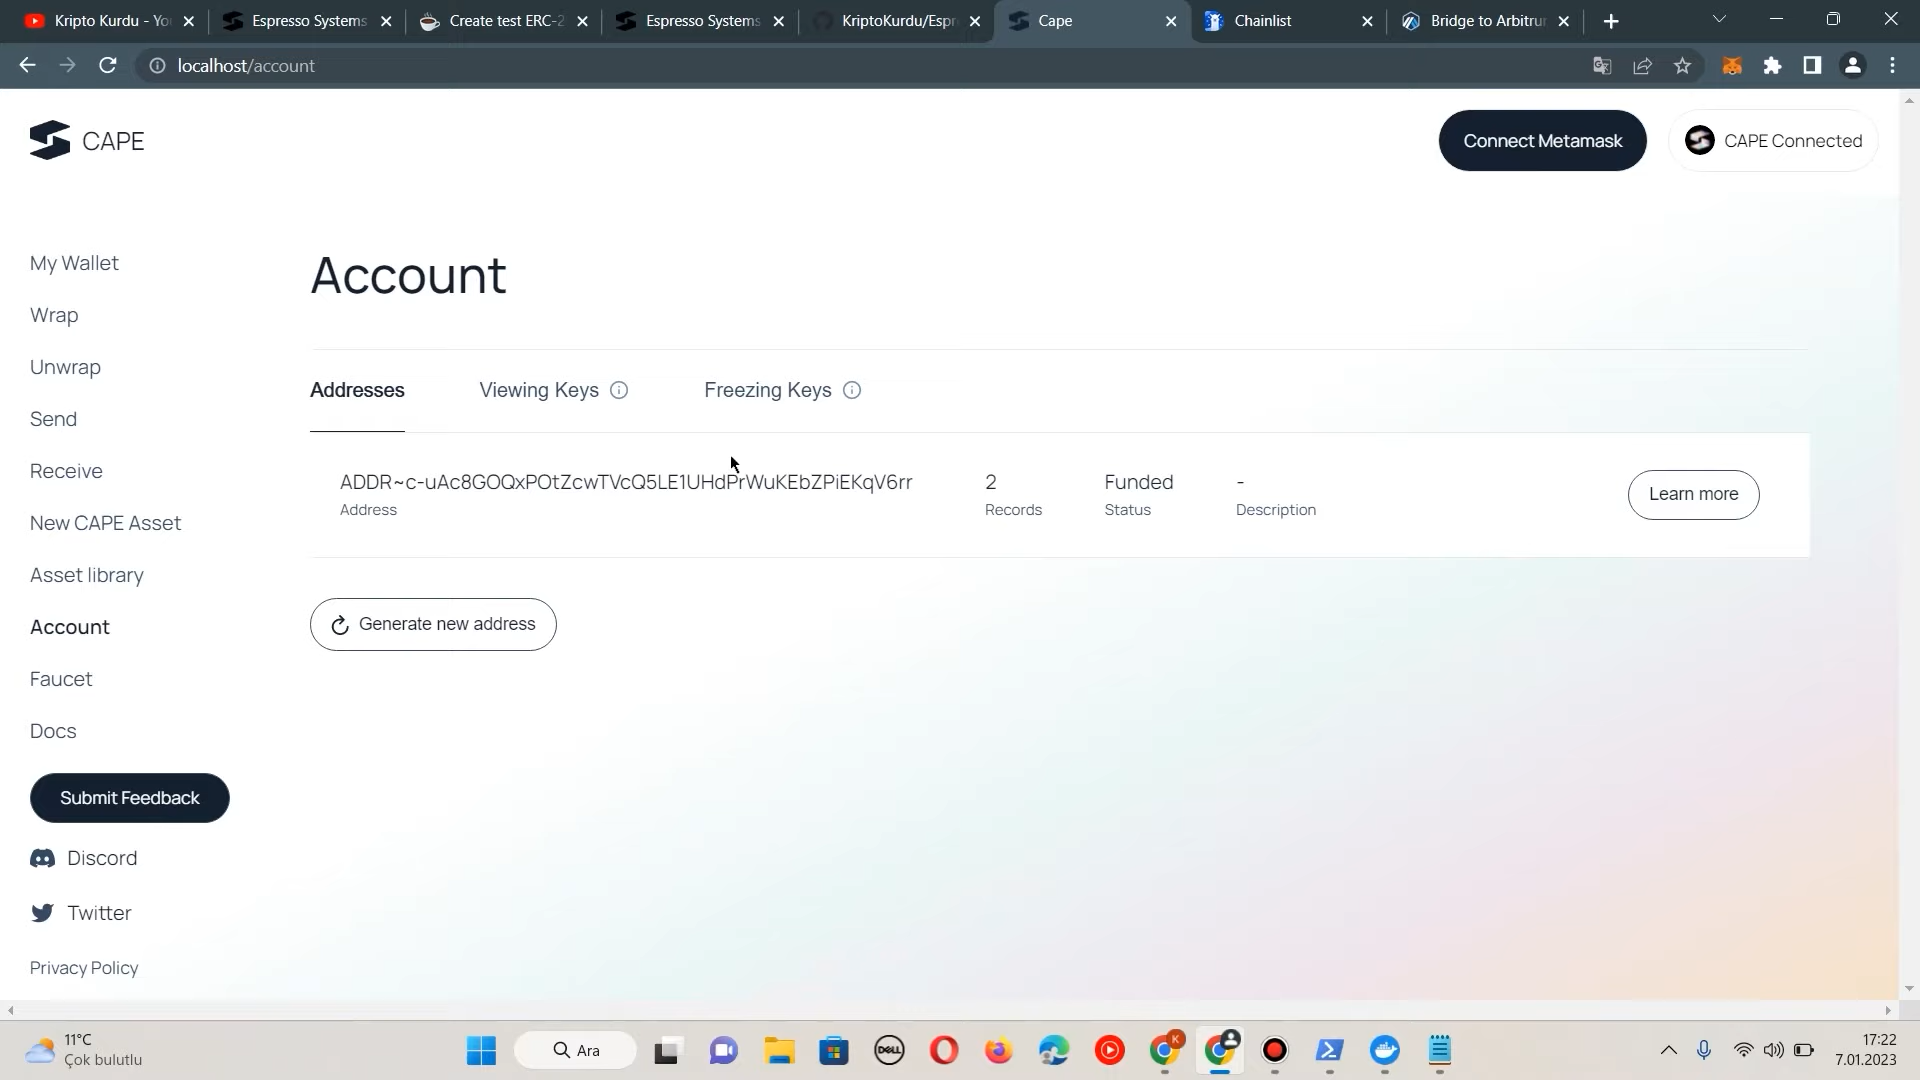 Kripto Kurdu - Yo
Espresso Systems
Create test ERC-2
Espresso Systems
KriptoKurdu/Espr
Cape
Chainlist
Bridge to Arbitru
localhost/account
CAPE
Connect Metamask
CAPE Connected
My Wallet
Wrap
Unwrap
Send
Receive
New CAPE Asset
Asset library
Account
Faucet
Docs
Submit Feedback
Discord
Twitter
Privacy Policy
Account
Addresses
Viewing Keys
Freezing Keys
ADDR~c-uAc8GOQxPOtZcwTVcQ5LE1UHdPrWuKEbZPiEKqV6rr
Address
2
Records
Funded
Status
-
Description
Learn more
Generate new address
11°C
Çok bulutlu
Ara
DELL
K
17:22
7.01.2023